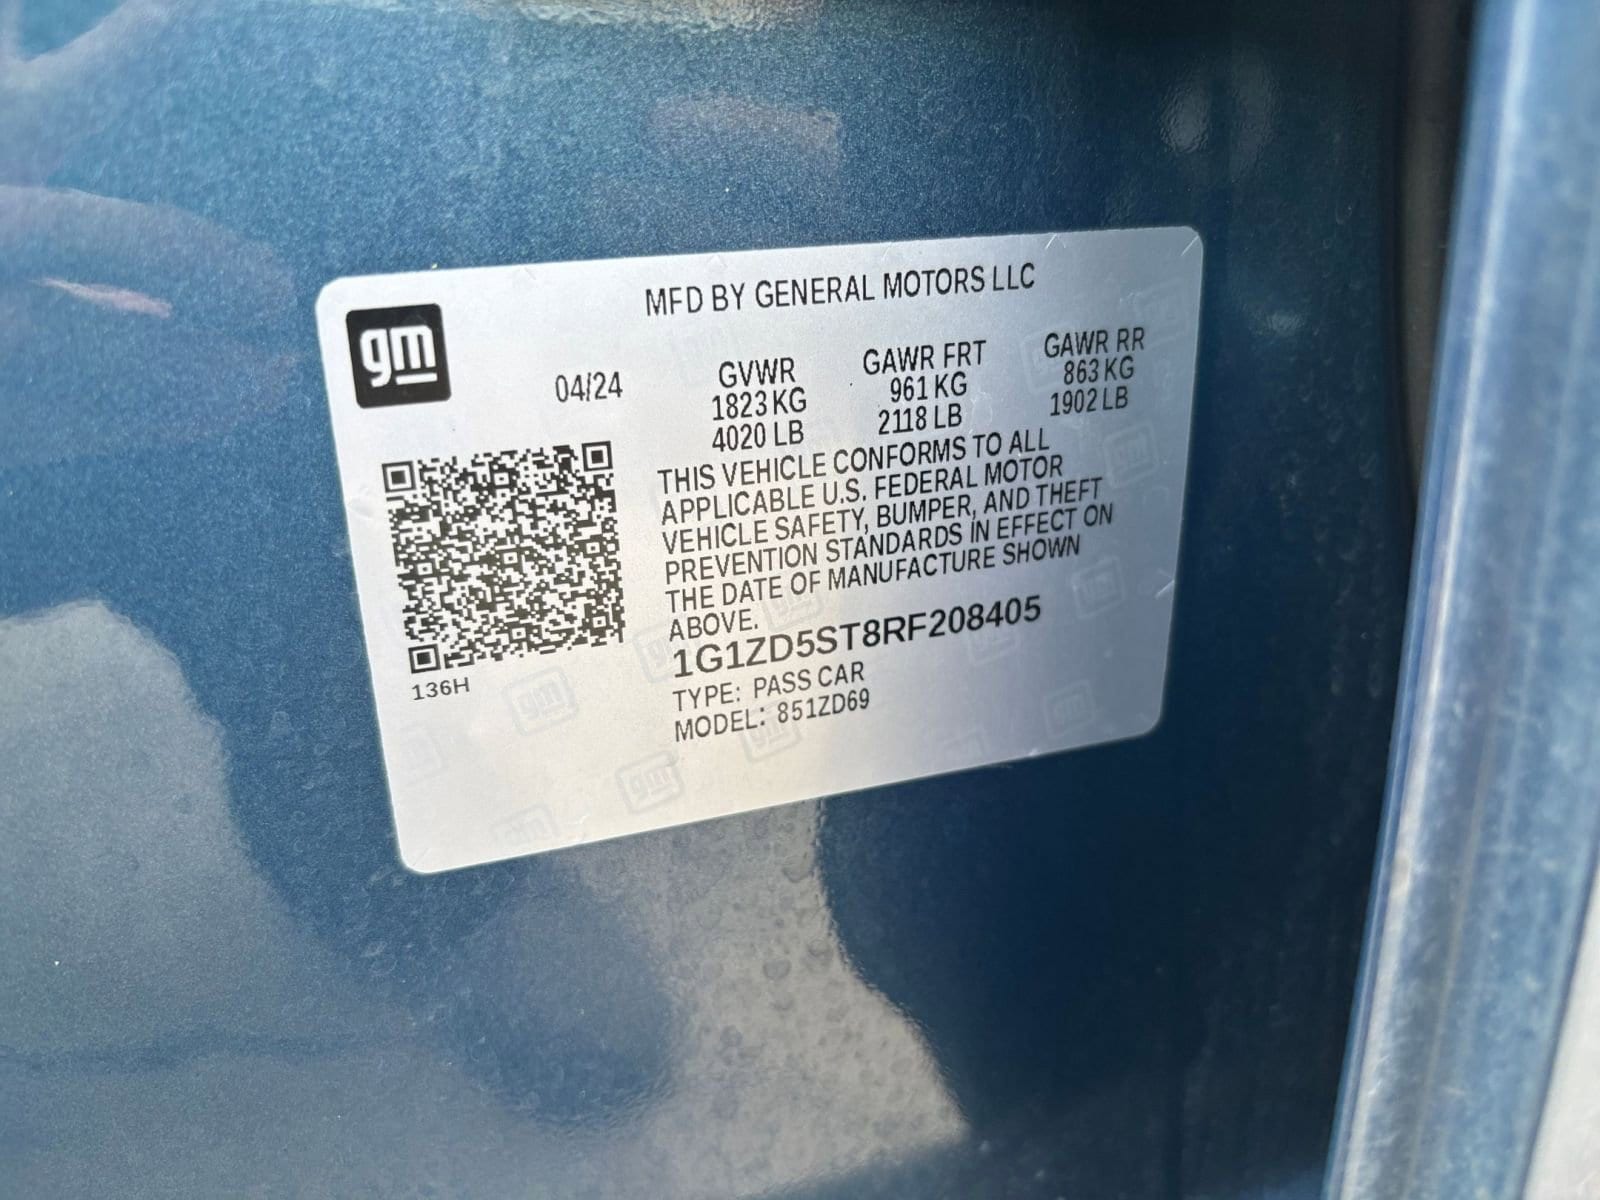 gm
MFD BY GENERAL MOTORS LLC
04/24
GVWR
1823 KG
4020 LB
GAWR FRT
961 KG
2118 LB
GAWR RR
863 KG
1902 LB
THIS VEHICLE CONFORMS TO ALL
APPLICABLE U.S. FEDERAL MOTOR
VEHICLE SAFETY, BUMPER, AND THEFT
PREVENTION STANDARDS IN EFFECT ON
THE DATE OF MANUFACTURE SHOWN
ABOVE.
1G1ZD5ST8RF208405
TYPE: PASS CAR
MODEL: 851ZD69
136H